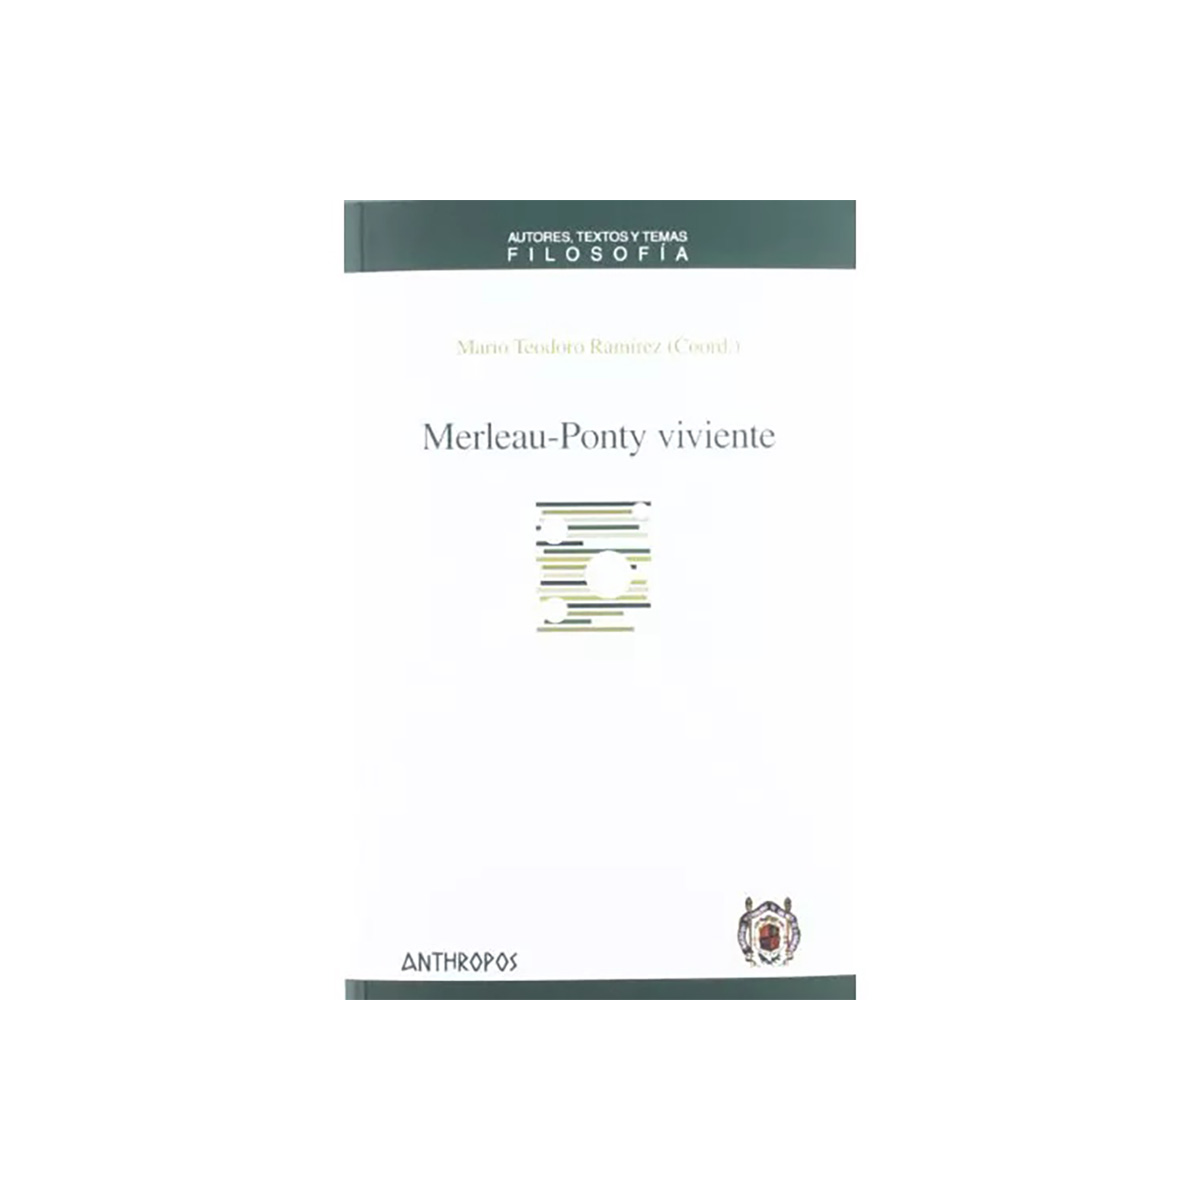 AUTORES, TEXTOS Y TEMAS
FILOSOFÍA
Mario Teodoro Ramírez (Coord.)
Merleau-Ponty viviente
ANTHROPOS